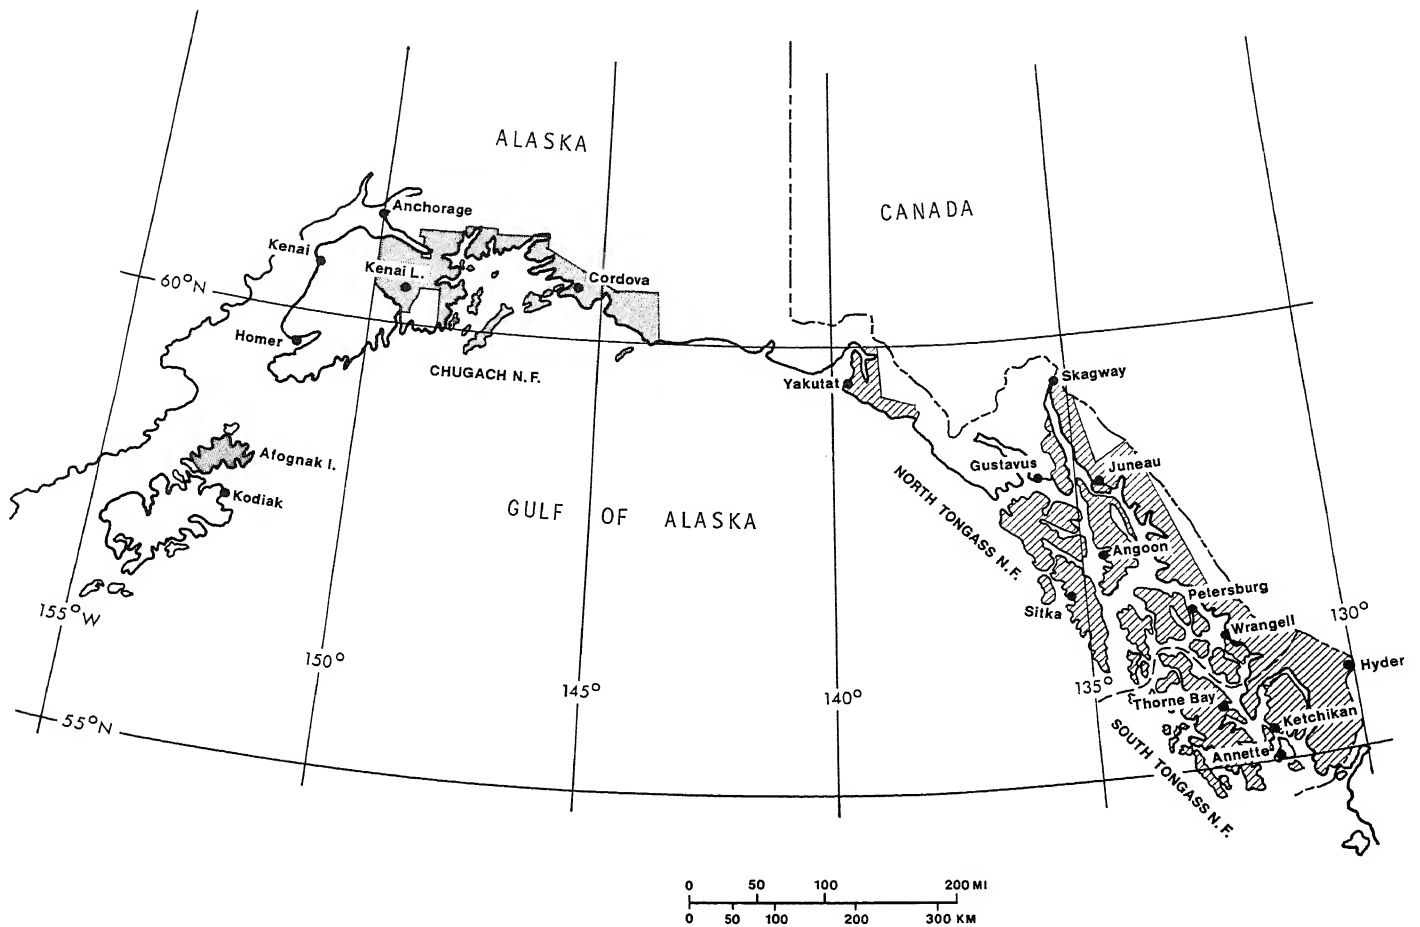 ALASKA
CANADA
Anchorage
Kenai
Kenai L.
Cordova
60°N
Homer
CHUGACH N.F.
Yakutat
Skagway
Afognak I.
Kodiak
Gustavus
Juneau
NORTH TONGASS N.F.
GULF OF ALASKA
Angoon
Sitka
Petersburg
Wrangell
155°W
130°
150°
Hyder
145°
140°
135°
Thorne Bay
Ketchikan
55°N
Annette
SOUTH TONGASS N.F.
0 50 100 200 MI
0 50 100 200 300 KM